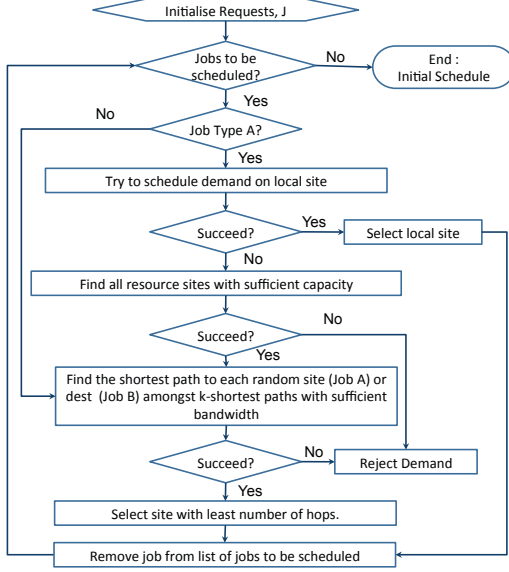 Initialise Requests, J
Jobs to be
scheduled?
No
End :
Initial Schedule
Yes
No
Job Type A?
Yes
Try to schedule demand on local site
Succeed?
Yes
Select local site
No
Find all resource sites with sufficient capacity
Succeed?
No
Yes
Find the shortest path to each random site (Job A) or
dest (Job B) amongst k-shortest paths with sufficient
bandwidth
Succeed?
No
Reject Demand
Yes
Select site with least number of hops.
Remove job from list of jobs to be scheduled